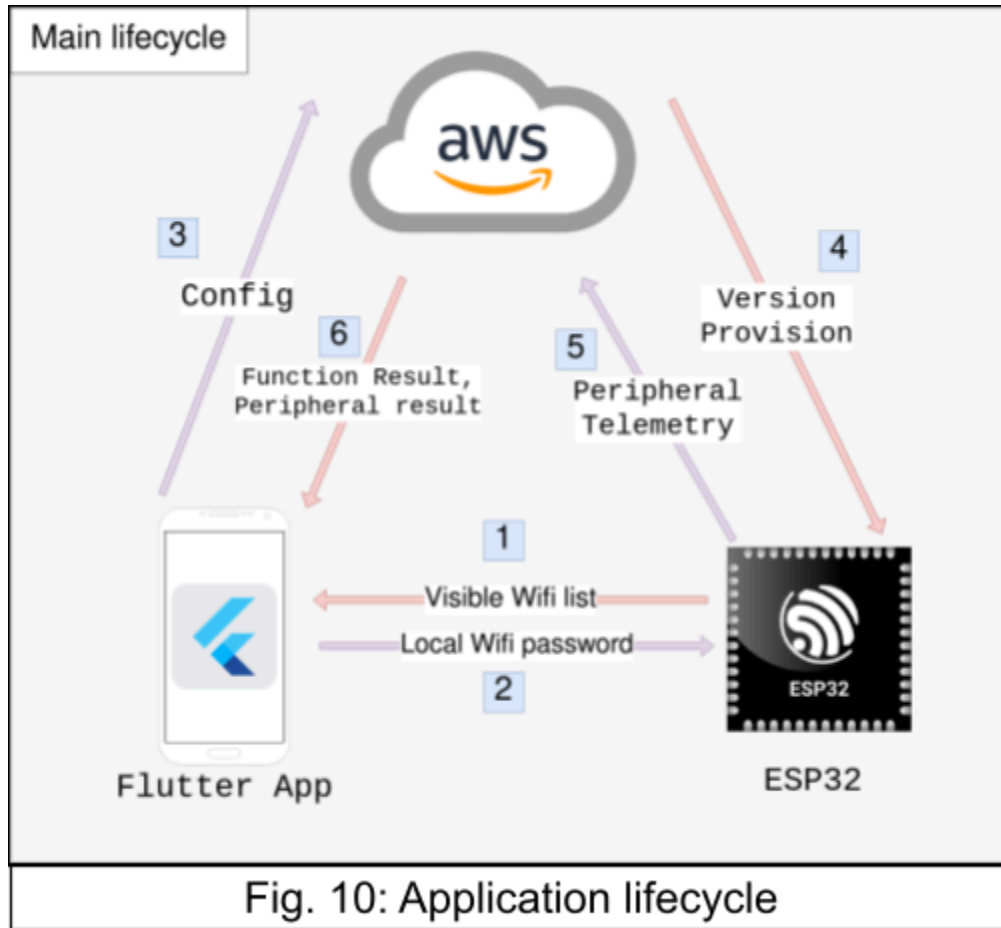 Main lifecycle
aws
3
Config
4
Version
Provision
6
Function Result,
Peripheral result
5
Peripheral
Telemetry
1
Visible Wifi list
Local Wifi password
2
ESP32
Flutter App
ESP32
Fig. 10: Application lifecycle